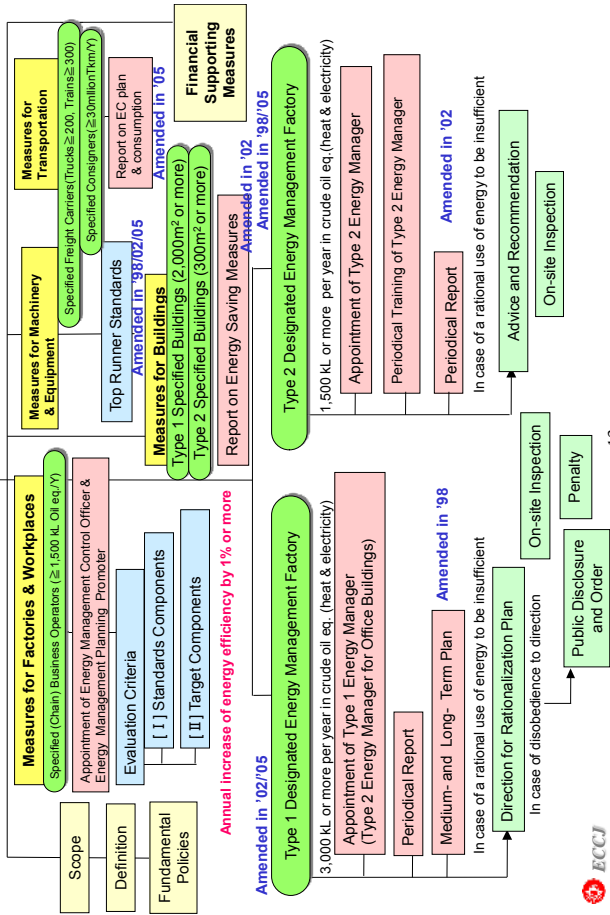 Scope
Definition
Fundamental
Policies
Measures for Factories & Workplaces
Specified (Chain) Business Operators (≧1,500 kL Oil eq./Y)
Appointment of Energy Management Control Officer &
Energy Management Planning Promoter
Evaluation Criteria
[Ⅰ] Standards Components
[Ⅱ] Target Components
Annual increase of energy efficiency by 1% or more
Measures for Machinery
& Equipment
Top Runner Standards
Amended in '98/02/05
Measures for Transportation
Specified Freight Carriers(Trucks≧200, Trains≧300)
Specified Consigners(≧30millionTkm/Y)
Report on EC plan
& consumption
Amended in '05
Measures for Buildings
Type 1 Specified Buildings (2,000m² or more)
Type 2 Specified Buildings (300m² or more)
Report on Energy Saving Measures
Amended in '02
Financial
Supporting
Measures
Amended in '02/'05
Type 1 Designated Energy Management Factory
3,000 kL or more per year in crude oil eq. (heat & electricity)
Appointment of Type 1 Energy Manager
(Type 2 Energy Manager for Office Buildings)
Periodical Report
Medium- and Long- Term Plan
Amended in '98
In case of a rational use of energy to be insufficient
Direction for Rationalization Plan
On-site Inspection
In case of disobedience to direction
Public Disclosure
and Order
Penalty
Amended in '98/'05
Type 2 Designated Energy Management Factory
1,500 kL or more per year in crude oil eq.(heat & electricity)
Appointment of Type 2 Energy Manager
Periodical Training of Type 2 Energy Manager
Periodical Report
Amended in '02
In case of a rational use of energy to be insufficient
Advice and Recommendation
On-site Inspection
ECCJ